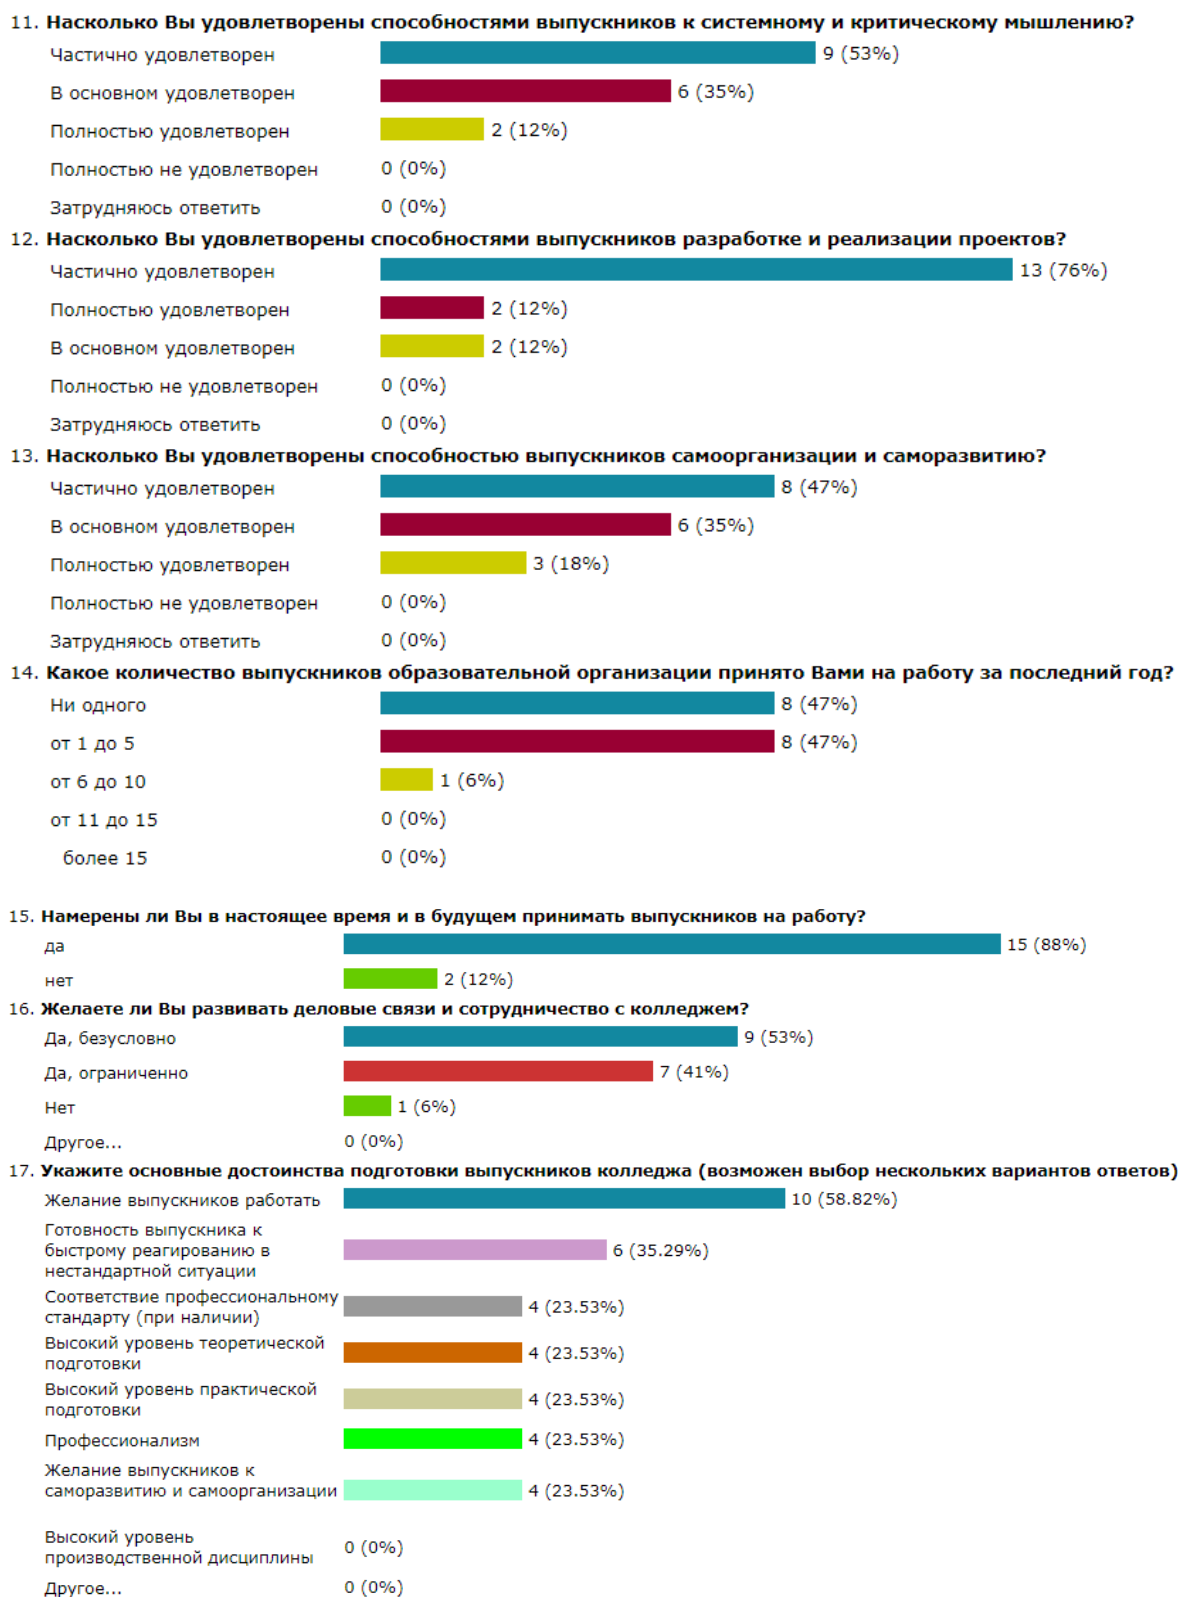 11. Насколько Вы удовлетворены способностями выпускников к системному и критическому мышлению?
Частично удовлетворен 9 (53%)
В основном удовлетворен 6 (35%)
Полностью удовлетворен 2 (12%)
Полностью не удовлетворен 0 (0%)
Затрудняюсь ответить 0 (0%)
12. Насколько Вы удовлетворены способностями выпускников разработке и реализации проектов?
Частично удовлетворен 13 (76%)
Полностью удовлетворен 2 (12%)
В основном удовлетворен 2 (12%)
Полностью не удовлетворен 0 (0%)
Затрудняюсь ответить 0 (0%)
13. Насколько Вы удовлетворены способностью выпускников самоорганизации и саморазвитию?
Частично удовлетворен 8 (47%)
В основном удовлетворен 6 (35%)
Полностью удовлетворен 3 (18%)
Полностью не удовлетворен 0 (0%)
Затрудняюсь ответить 0 (0%)
14. Какое количество выпускников образовательной организации принято Вами на работу за последний год?
Ни одного 8 (47%)
от 1 до 5 8 (47%)
от 6 до 10 1 (6%)
от 11 до 15 0 (0%)
более 15 0 (0%)
15. Намерены ли Вы в настоящее время и в будущем принимать выпускников на работу?
да 15 (88%)
нет 2 (12%)
16. Желаете ли Вы развивать деловые связи и сотрудничество с колледжем?
Да, безусловно 9 (53%)
Да, ограниченно 7 (41%)
Нет 1 (6%)
Другое... 0 (0%)
17. Укажите основные достоинства подготовки выпускников колледжа (возможен выбор нескольких вариантов ответов)
Желание выпускников работать 10 (58.82%)
Готовность выпускника к
быстрому реагированию в 6 (35.29%)
нестандартной ситуации
Соответствие профессиональному
стандарту (при наличии) 4 (23.53%)
Высокий уровень теоретической
подготовки 4 (23.53%)
Высокий уровень практической
подготовки 4 (23.53%)
Профессионализм 4 (23.53%)
Желание выпускников к
саморазвитию и самоорганизации 4 (23.53%)
Высокий уровень
производственной дисциплины 0 (0%)
Другое... 0 (0%)